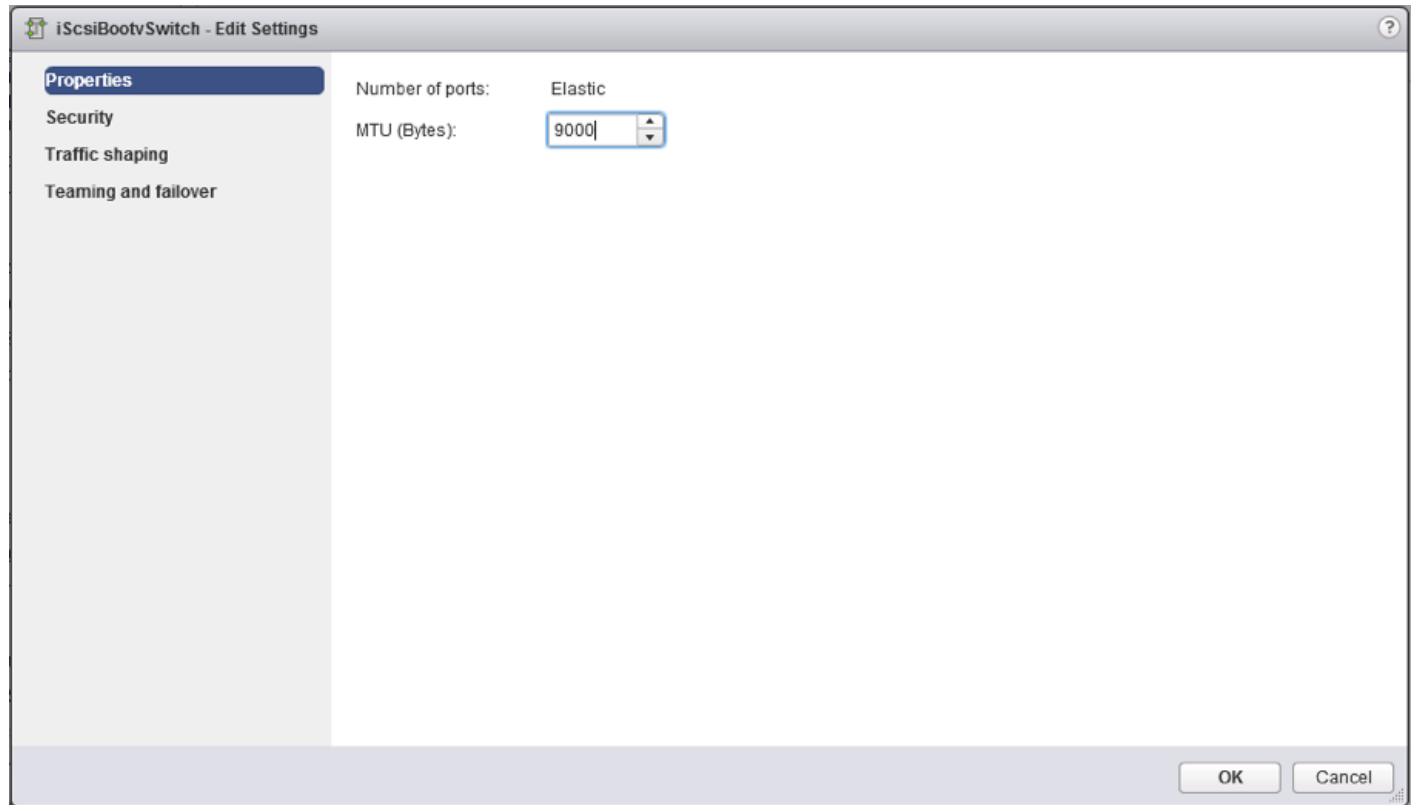 iScsiBootvSwitch - Edit Settings
?
Properties
Security
Traffic shaping
Teaming and failover
Number of ports: Elastic
MTU (Bytes): 9000
OK Cancel